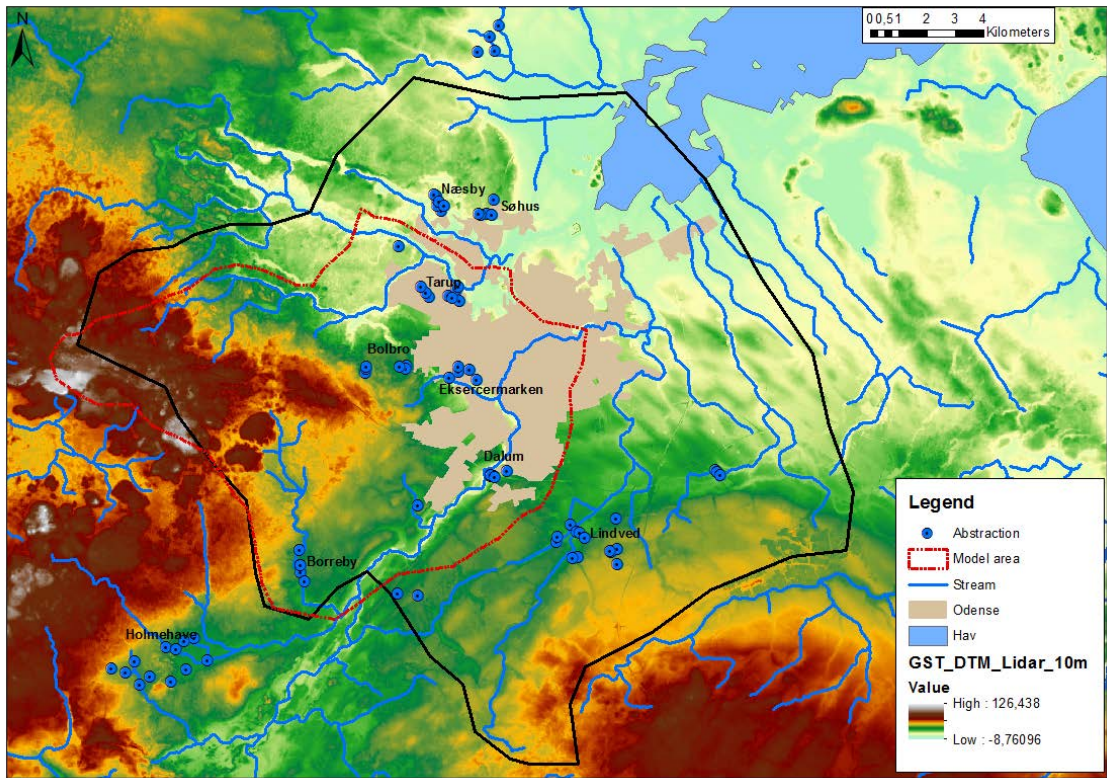 N
0 0,5 1 2 3 4
Kilometers
Næsby
Søhus
Tarup
Bolbro
Eksercermarken
Dalum
Lindved
Borreby
Holmehave
Legend
Abstraction
Model area
Stream
Odense
Hav
GST_DTM_Lidar_10m
Value
High : 126,438
Low : -8,76096